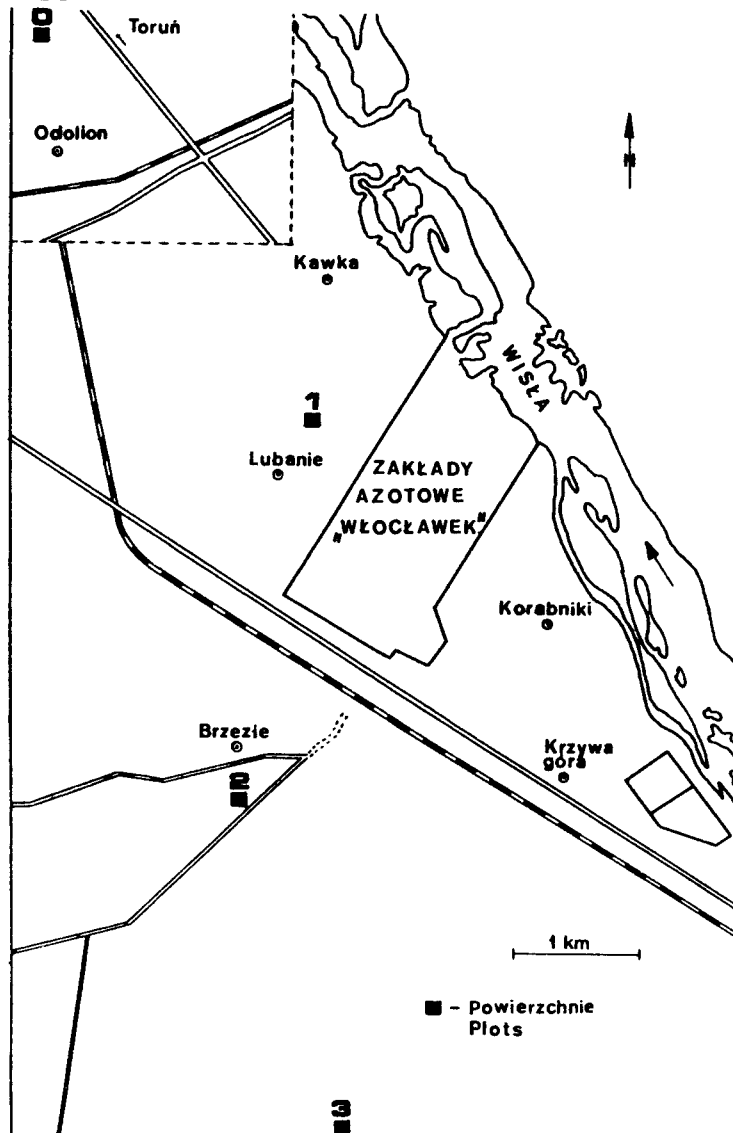 0
Toruń
Odolion
N
Kawka
WISŁA
1
Lubanie
ZAKŁADY
AZOTOWE
„WŁOCŁAWEK"
Korabniki
Brzezie
Krzywa
góra
2
1 km
■ - Powierzchnie
Plots
3